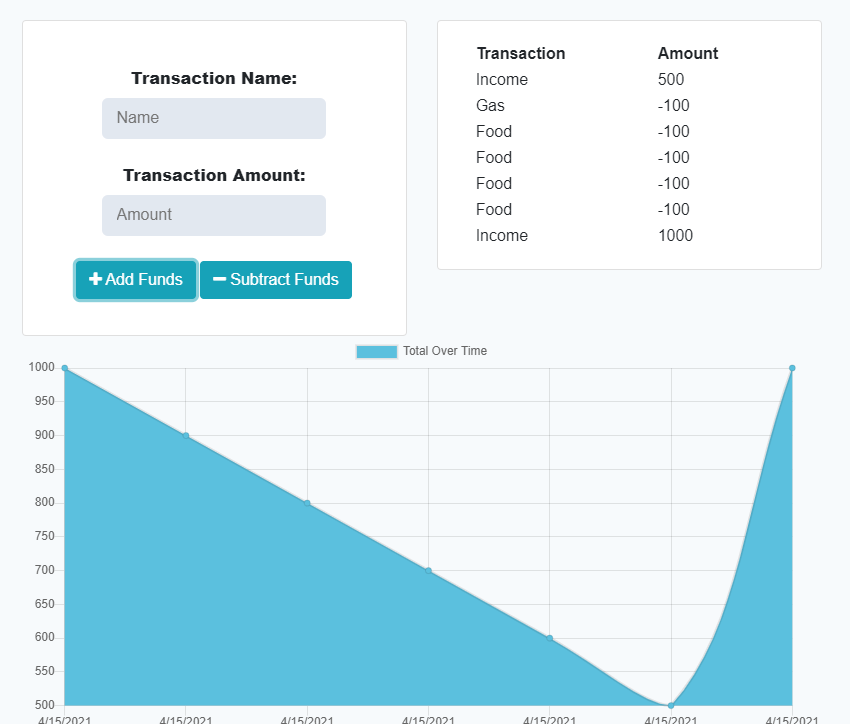 Transaction Name:
Name
Transaction Amount:
Amount
Add Funds
Subtract Funds
Transaction Amount
Income 500
Gas -100
Food -100
Food -100
Food -100
Food -100
Income 1000
Total Over Time
1000
950
900
850
800
750
700
650
600
550
500
4/15/2021 4/15/2021 4/15/2021 4/15/2021 4/15/2021 4/15/2021 4/15/2021